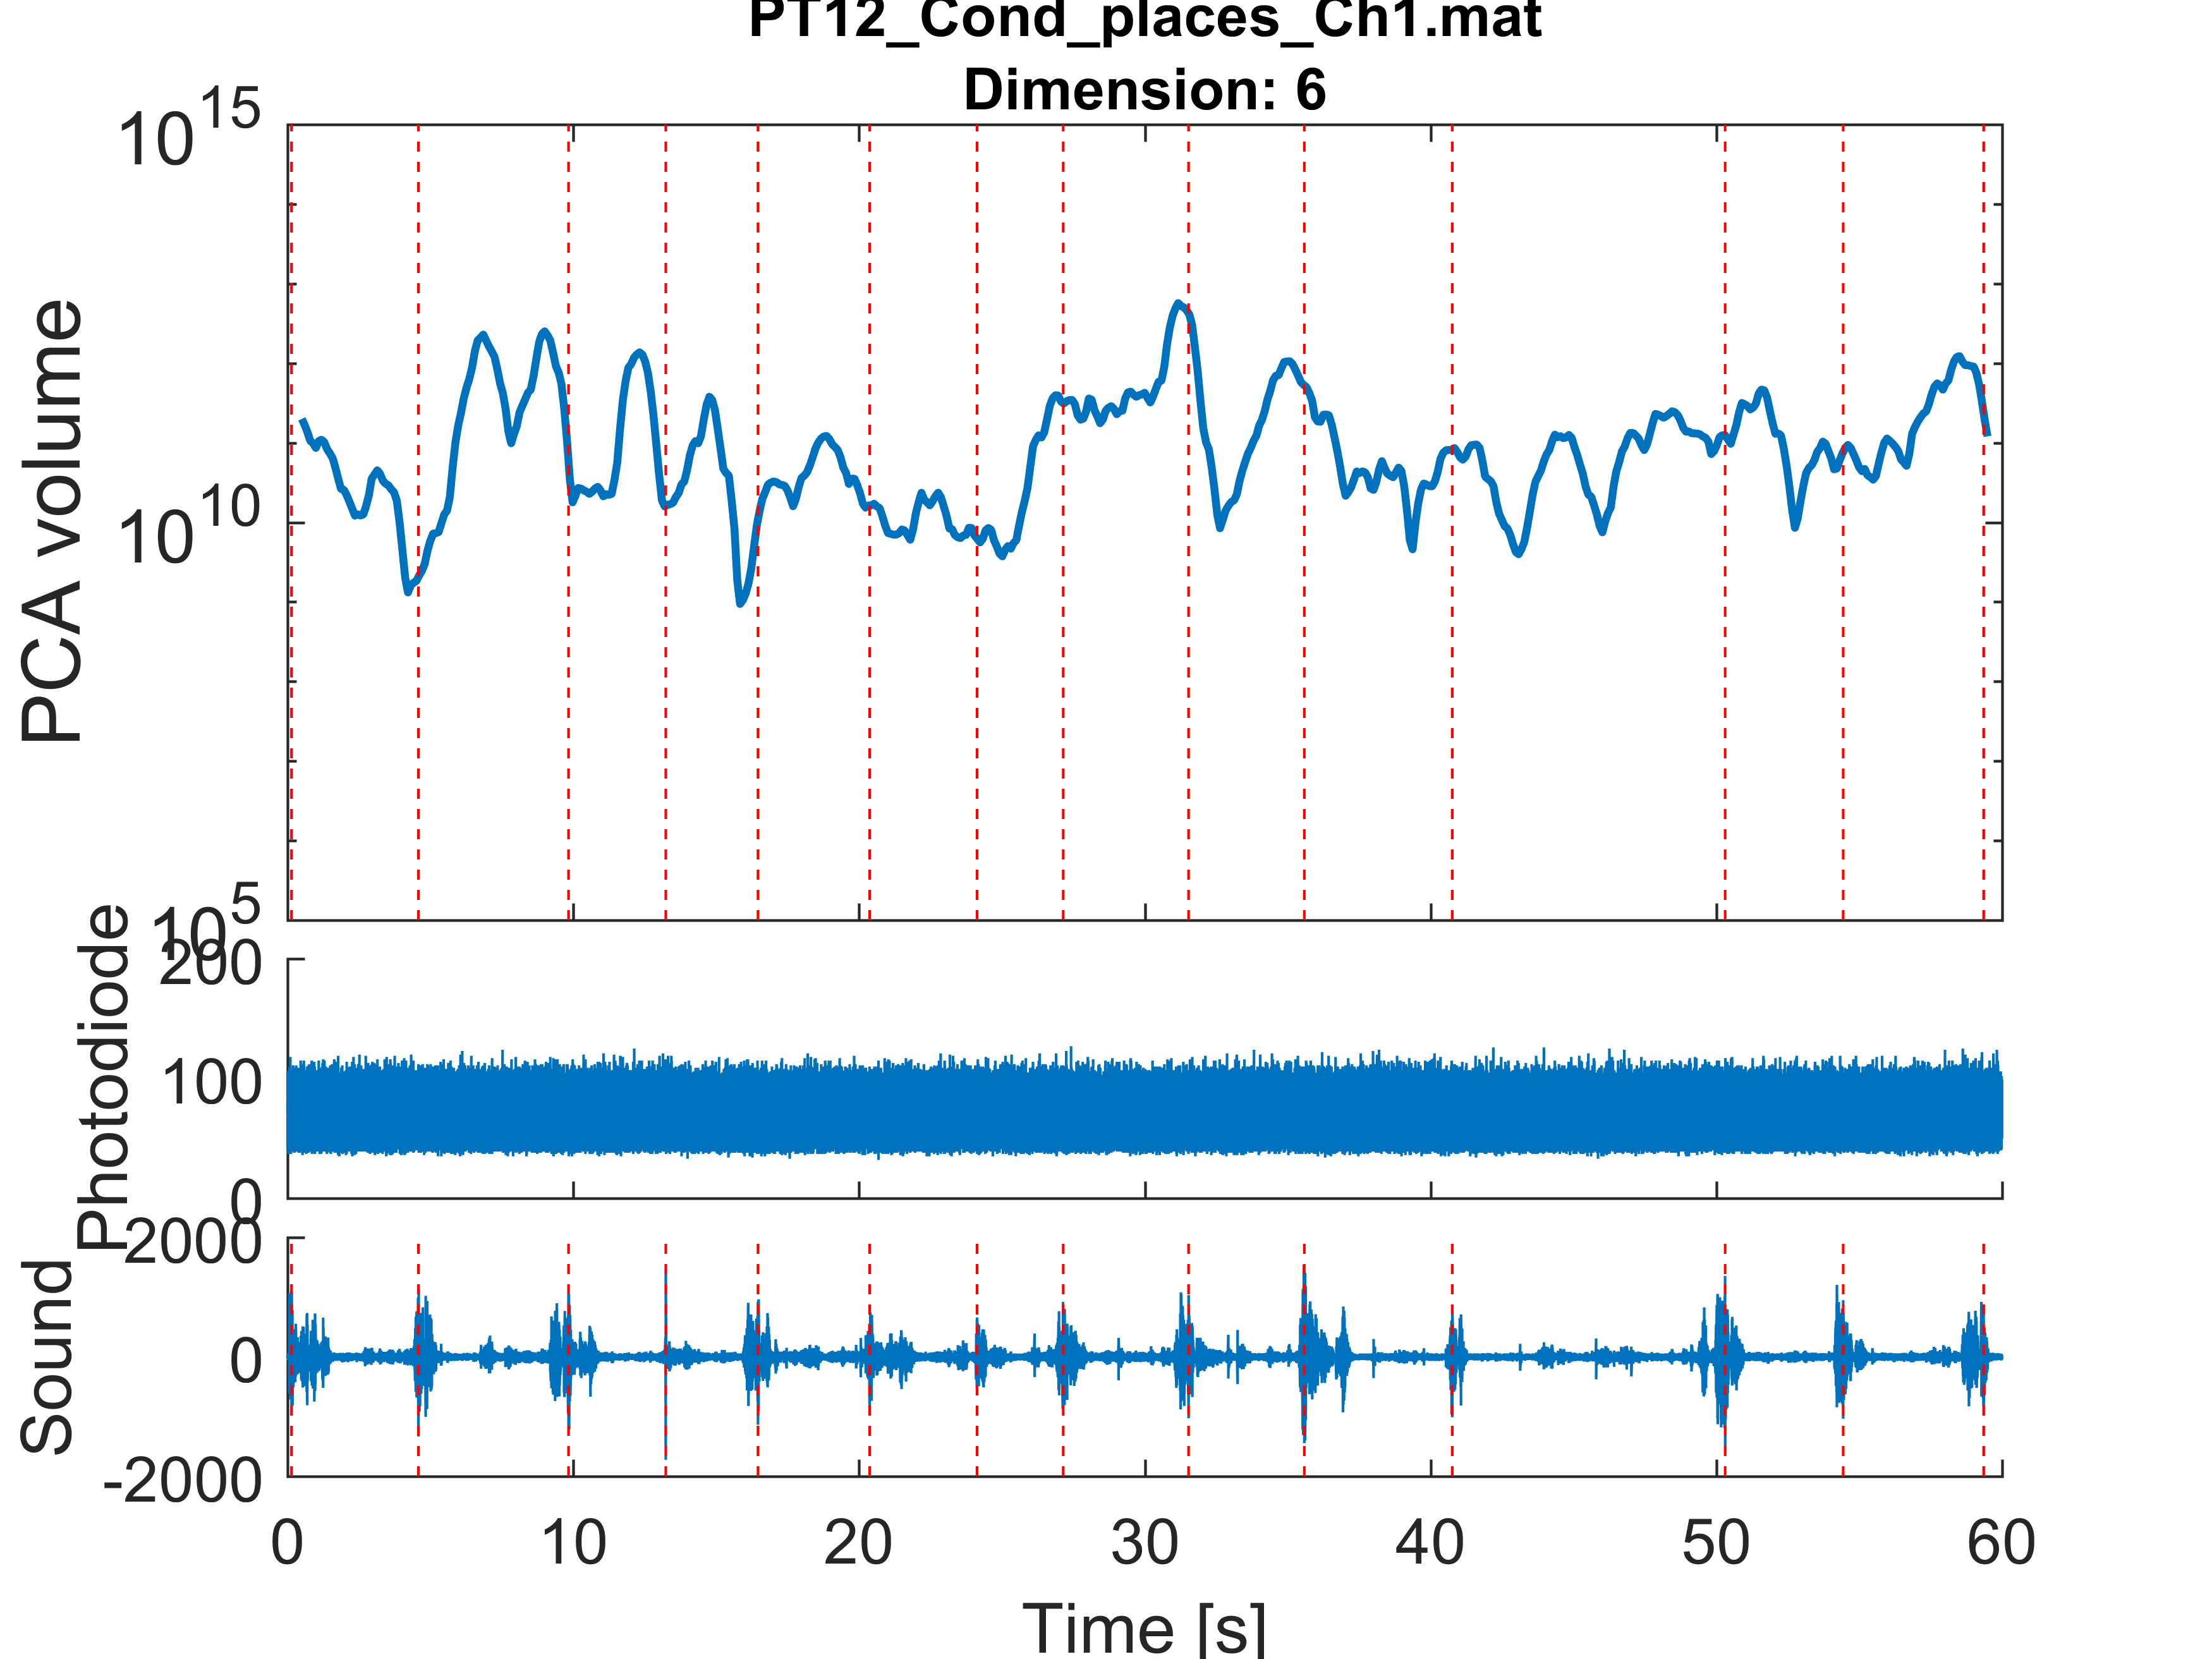 PT12_Cond_places_Ch1.mat
Dimension: 6
PCA volume
10^15
10^10
10^5
Photodiode
200
100
0
Sound
2000
0
-2000
0 10 20 30 40 50 60
Time [s]